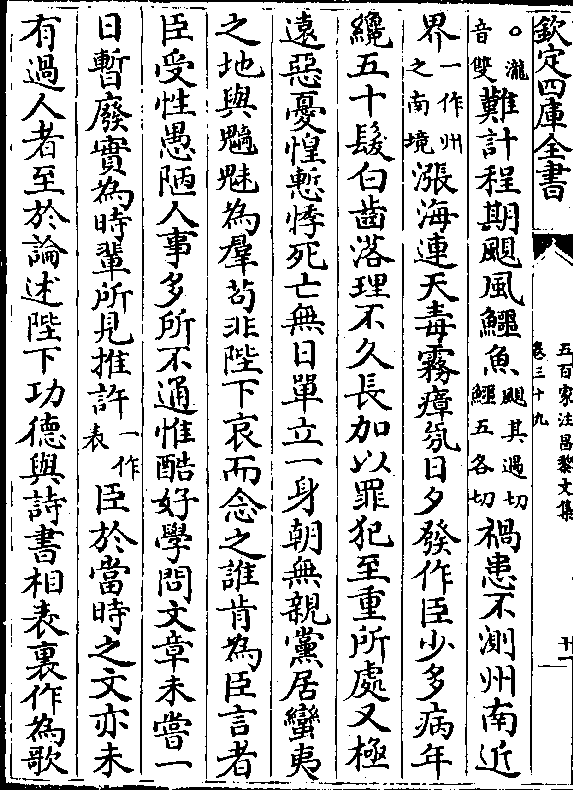 欽定四庫全書
五百家注昌黎文集
卷三十九
十一
○瀧音雙難計程期颶風鱷魚颶其遇切鱷五各切禍患不測州南近
界一作州之南境漲海連天毒霧瘴氛日夕發作臣少多病年
纔五十髮白齒落理不久長加以罪犯至重所處又極
遠惡憂惶慙悸死亡無日單立一身朝無親黨居蠻夷
之地與魑魅為羣苟非陛下哀而念之誰肯為臣言者
臣受性愚陋人事多所不通惟酷好學問文章未嘗一
日暫廢實為時輩所見推許一作表臣於當時之文亦未
有過人者至於論述陛下功德與詩書相表裏作為歌